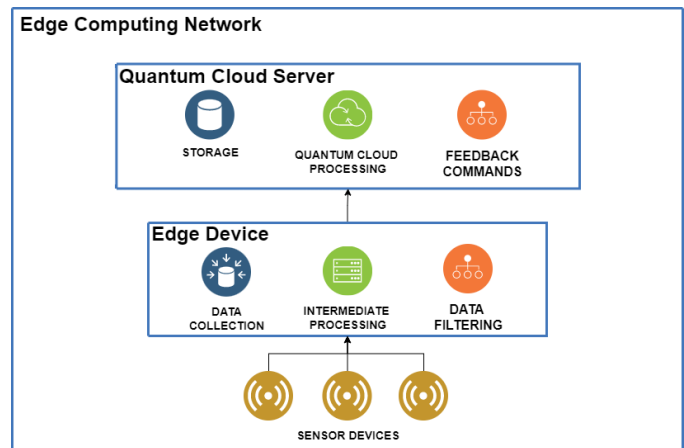 Edge Computing Network
Quantum Cloud Server
STORAGE
QUANTUM CLOUD
PROCESSING
FEEDBACK
COMMANDS
Edge Device
DATA
COLLECTION
INTERMEDIATE
PROCESSING
DATA
FILTERING
SENSOR DEVICES